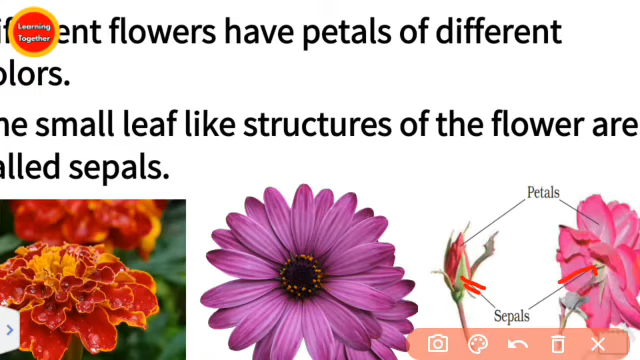 Learning
Together
ent flowers have petals of different
olors.
he small leaf like structures of the flower are
alled sepals.
Petals
Sepals